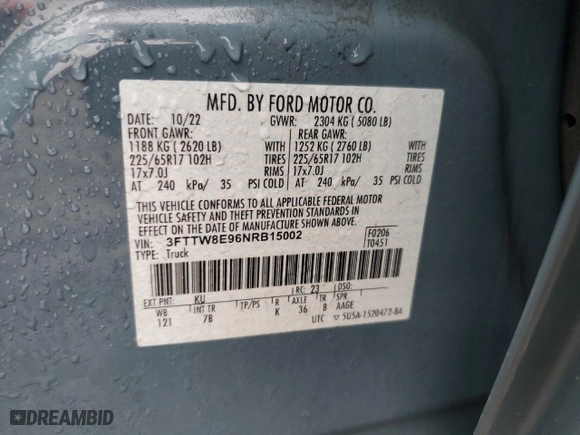 MFD. BY FORD MOTOR CO.
DATE: 10/22 GVWR: 2304 KG ( 5080 LB)
FRONT GAWR: REAR GAWR:
1188 KG ( 2620 LB) WITH 1252 KG ( 2760 LB) WITH
225/65R17 102H TIRES 225/65R17 102H TIRES
17x7.0J RIMS 17x7.0J RIMS
AT 240 kPa/ 35 PSI COLD AT 240 kPa/ 35 PSI COLD
THIS VEHICLE CONFORMS TO ALL APPLICABLE FEDERAL MOTOR
VEHICLE SAFETY AND THEFT PREVENTION STANDARDS IN
EFFECT ON THE DATE OF MANUFACTURE SHOWN ABOVE.
VIN: 3FTTW8E96NRB15002 F0206
TYPE: Truck T0451
EXT PNT: KU RC: 23 DSO:
WB INT TR TP/PS R AXLE TR SPR
121 7B K 36 8 AAGE
UTC 5U5A-1520472-BA
DREAMBID